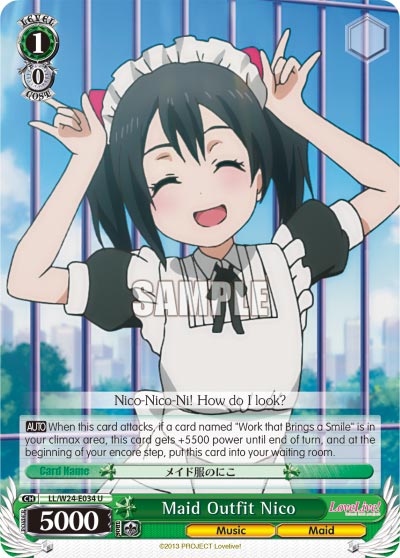 LEVEL
1
0
COST
SAMPLE
Nico-Nico-Ni! How do I look?
AUTO When this card attacks, if a card named "Work that Brings a Smile" is in
your climax area, this card gets +5500 power until end of turn, and at the
beginning of your encore step, put this card into your waiting room.
Card Name メイド服のにこ
CH LL/W24-E034 U
POWER 5000 SOUL Maid Outfit Nico LoveLive!
Music Maid
©2013 PROJECT Lovelive!